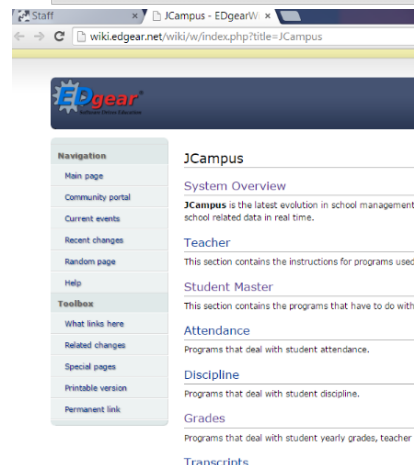 Staff
JCampus - EDgearWi
wiki.edgear.net/wiki/w/index.php?title=JCampus
EDgear
Software Driven Education
Navigation
Main page
Community portal
Current events
Recent changes
Random page
Help
Toolbox
What links here
Related changes
Special pages
Printable version
Permanent link
JCampus
System Overview
JCampus is the latest evolution in school management
school related data in real time.
Teacher
This section contains the instructions for programs used
Student Master
This section contains the programs that have to do with
Attendance
Programs that deal with student attendance.
Discipline
Programs that deal with student discipline.
Grades
Programs that deal with student yearly grades, teacher
Transcripts